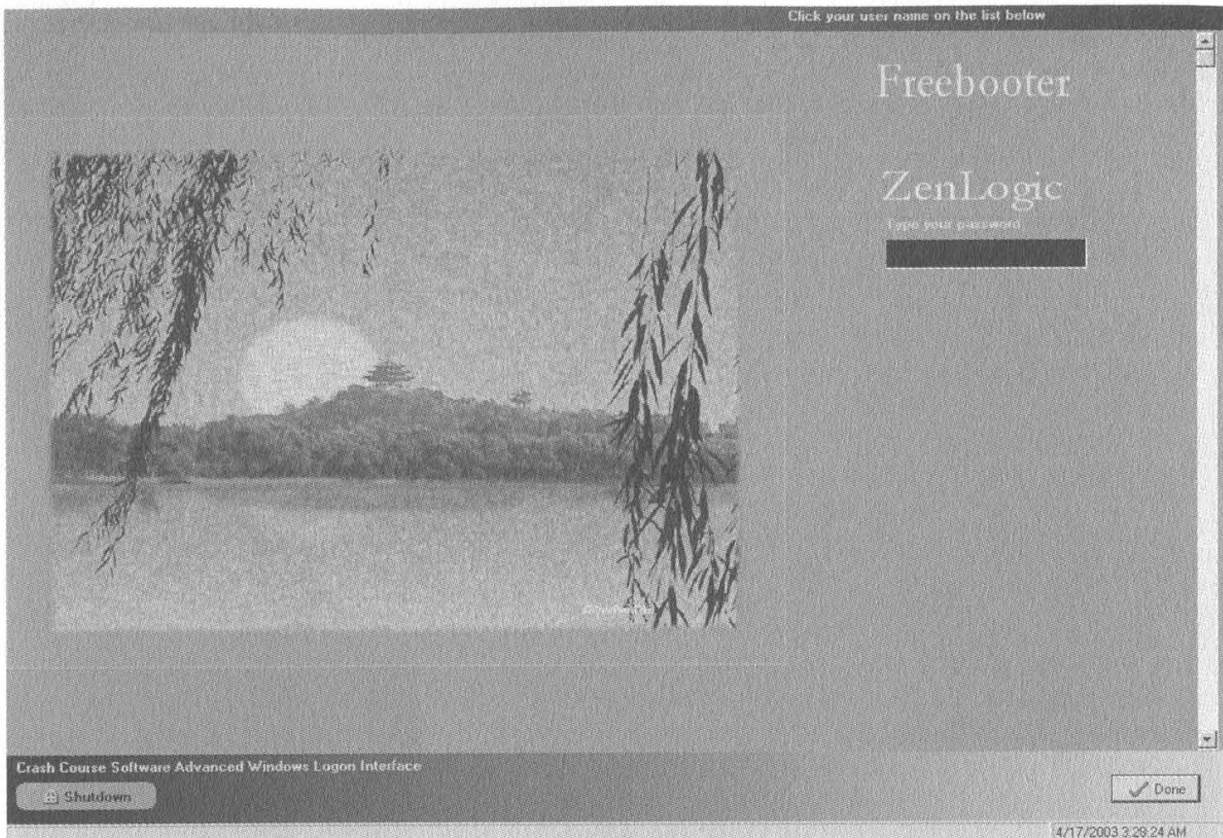 Click your user name on the list below
Freebooter
ZenLogic
Type your password
Crash Course Software Advanced Windows Logon Interface
Shutdown
Done
4/17/2003 3:29:24 AM